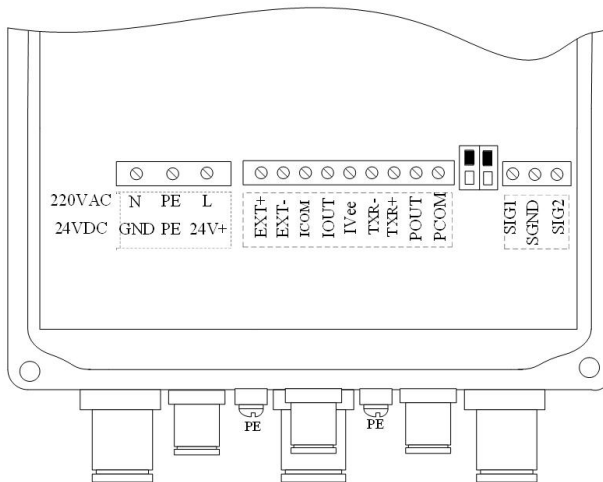 220VAC N PE L
24VDC GND PE 24V+
EXT+
EXT-
ICOM
IOUT
IVee
TXR-
TXR+
POUT
PCOM
SIG1
SGND
SIG2
PE
PE